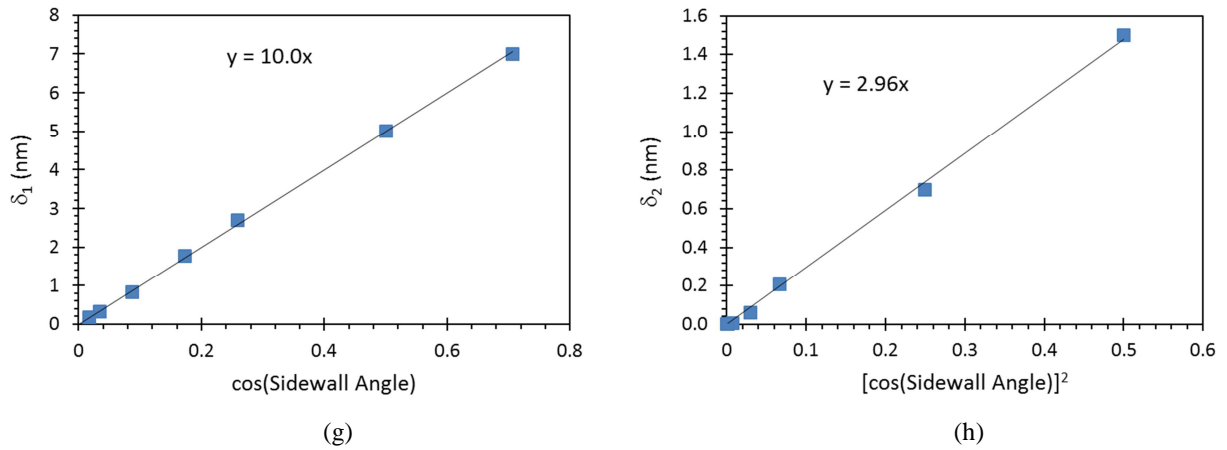 8
7
6
5
4
3
2
1
0
δ₁ (nm)
y = 10.0x
0 0.2 0.4 0.6 0.8
cos(Sidewall Angle)
(g)
1.6
1.4
1.2
1.0
0.8
0.6
0.4
0.2
0.0
δ₂ (nm)
y = 2.96x
0 0.1 0.2 0.3 0.4 0.5 0.6
[cos(Sidewall Angle)]²
(h)